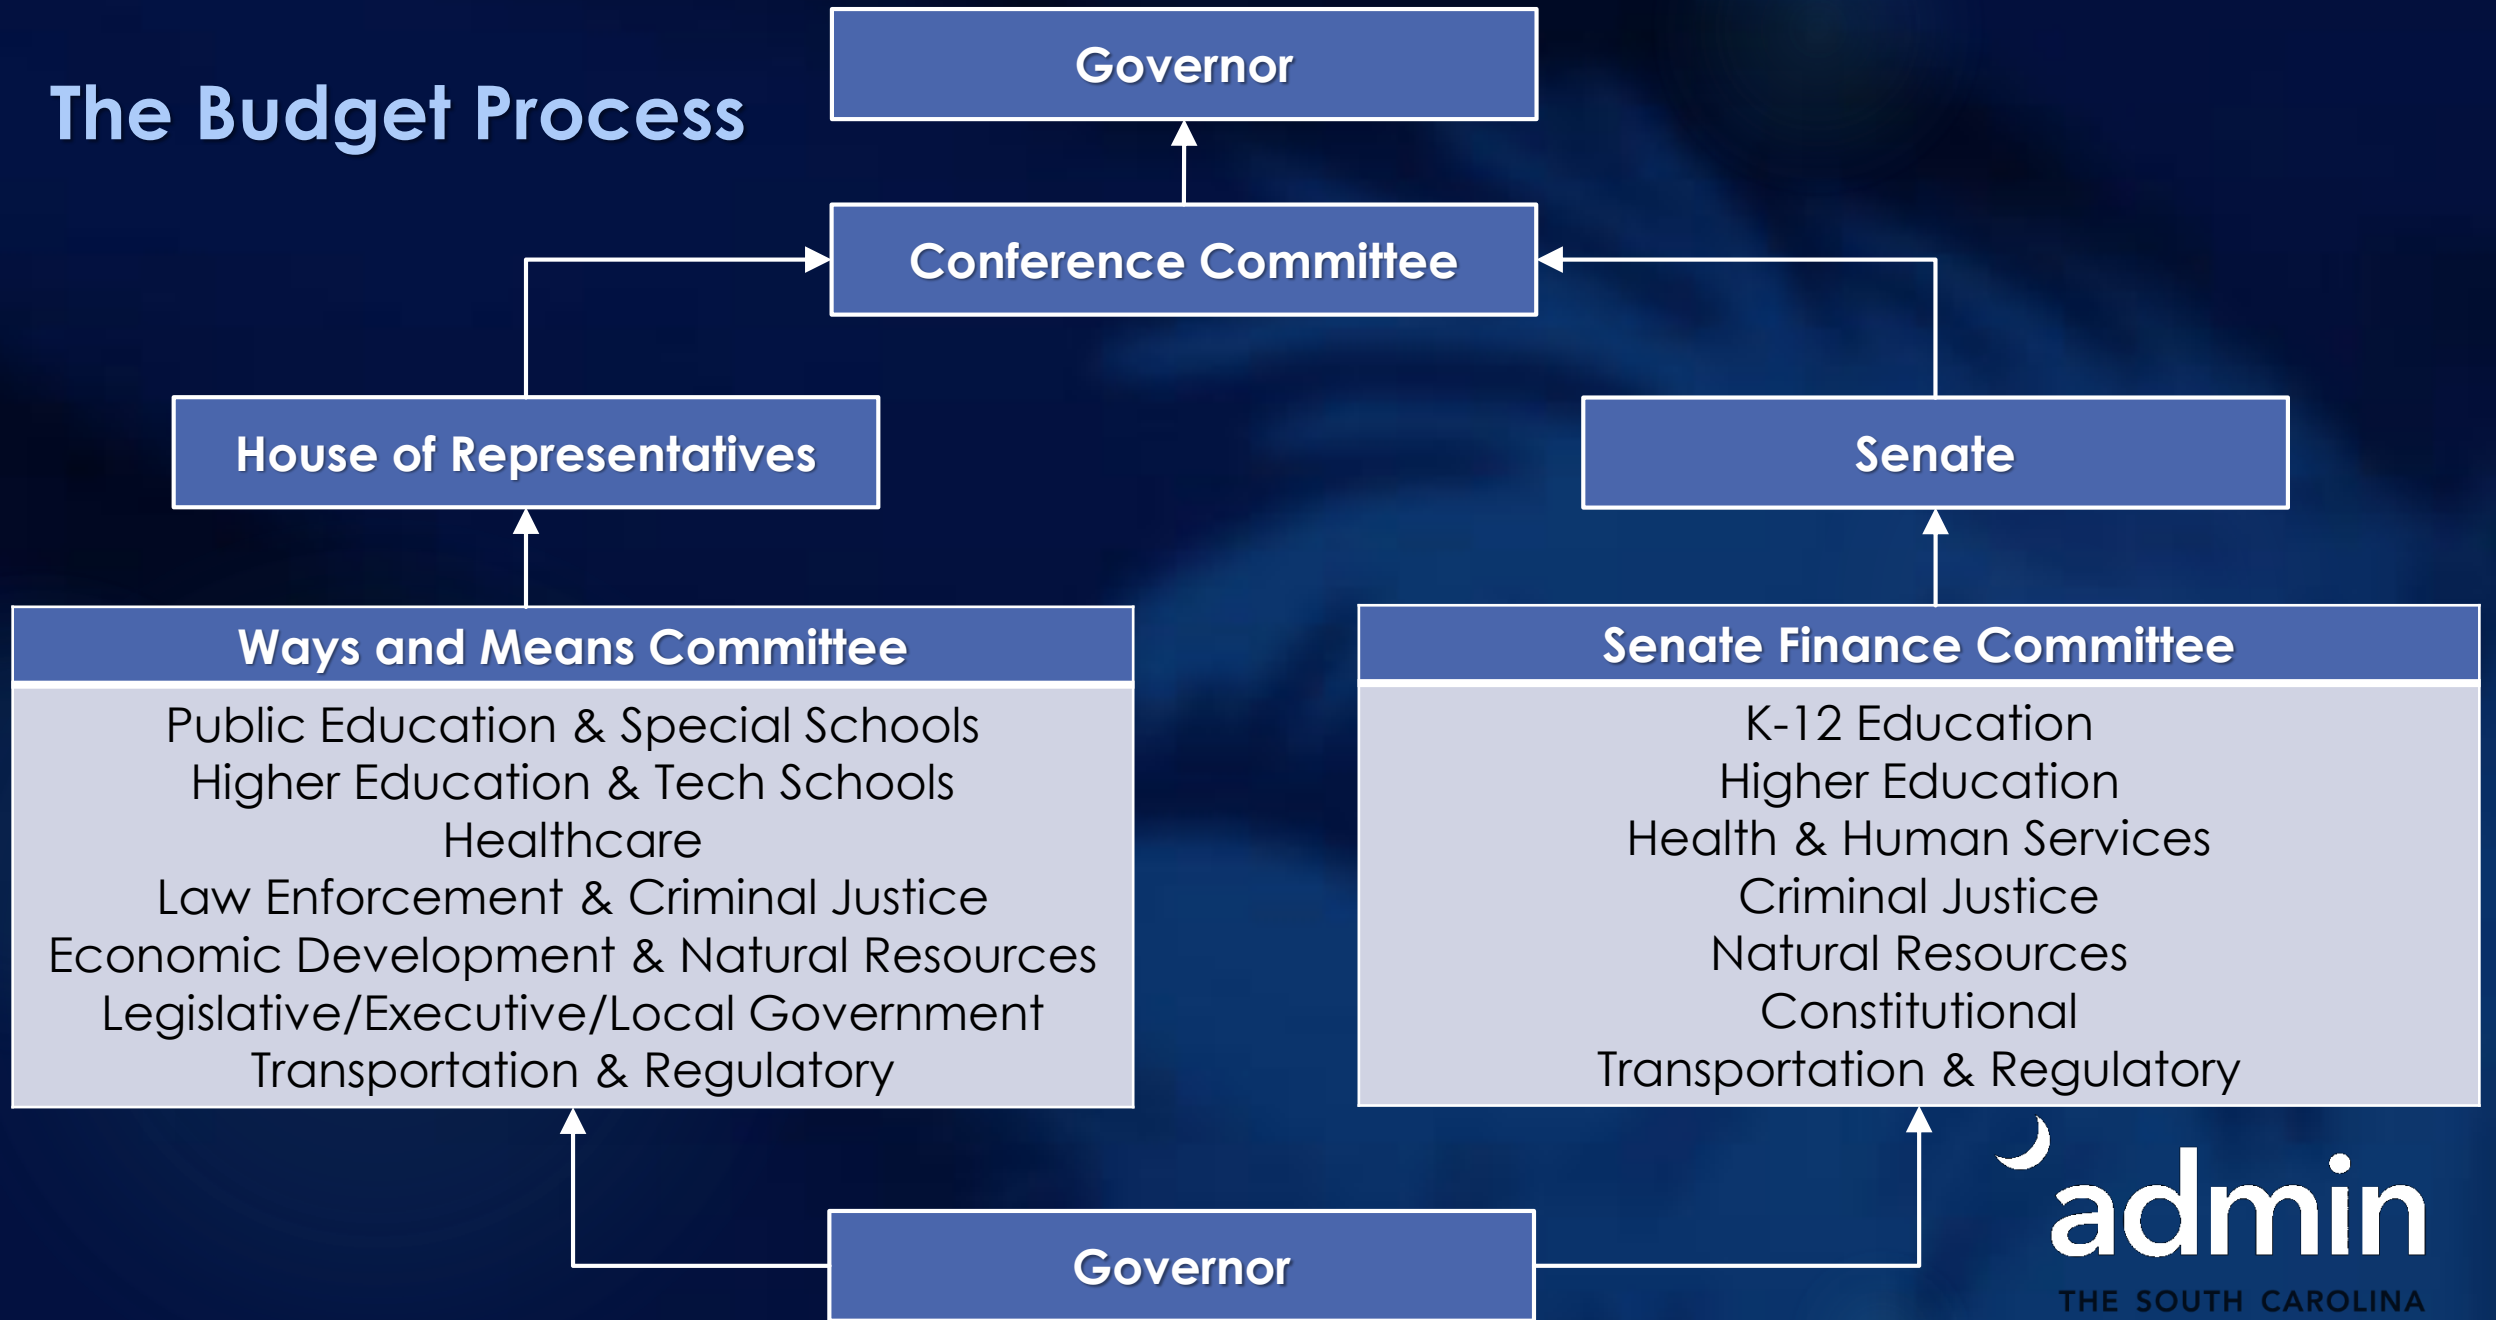 The Budget Process
Governor
Conference Committee
House of Representatives
Senate
Ways and Means Committee
Public Education & Special Schools
Higher Education & Tech Schools
Healthcare
Law Enforcement & Criminal Justice
Economic Development & Natural Resources
Legislative/Executive/Local Government
Transportation & Regulatory
Senate Finance Committee
K-12 Education
Higher Education
Health & Human Services
Criminal Justice
Natural Resources
Constitutional
Transportation & Regulatory
Governor
admin
THE SOUTH CAROLINA